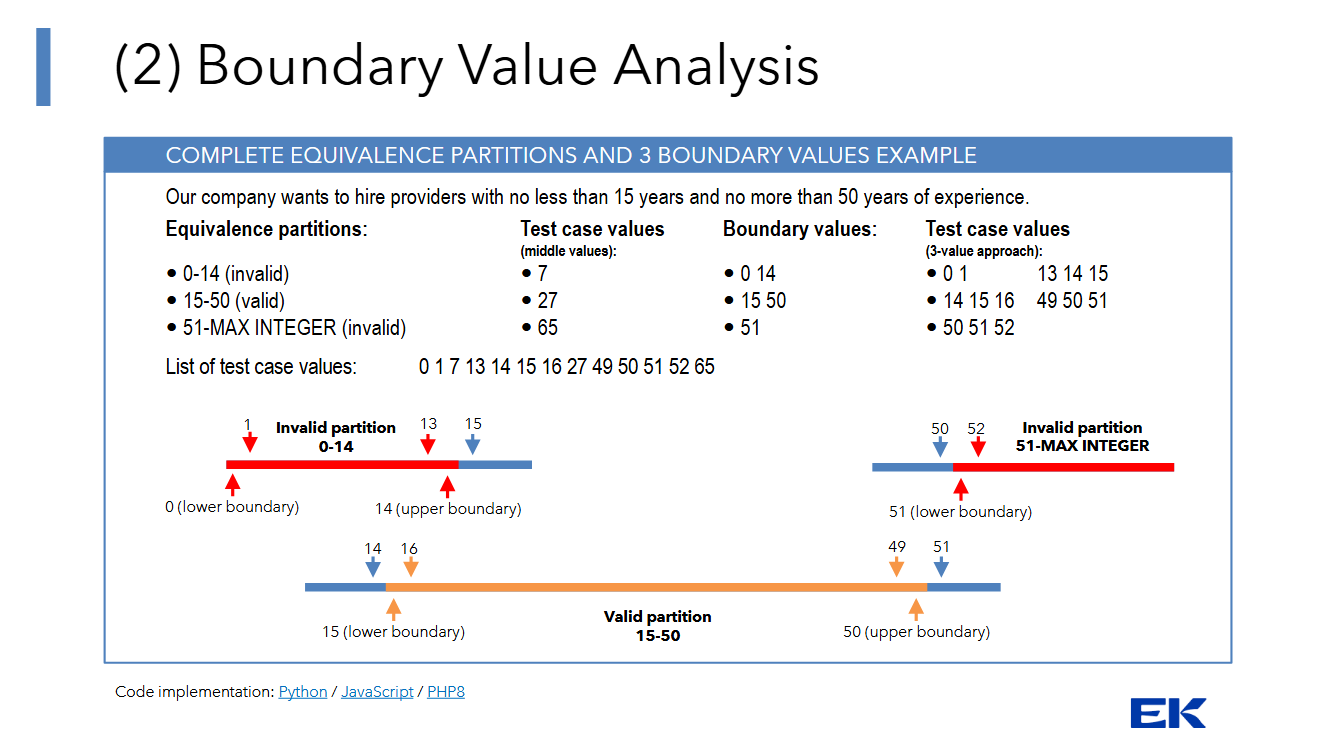 (2) Boundary Value Analysis
COMPLETE EQUIVALENCE PARTITIONS AND 3 BOUNDARY VALUES EXAMPLE
Our company wants to hire providers with no less than 15 years and no more than 50 years of experience.
Equivalence partitions: Test case values Boundary values: Test case values
(middle values): (3-value approach):
• 0-14 (invalid) • 7 • 0 14 • 0 1 13 14 15
• 15-50 (valid) • 27 • 15 50 • 14 15 16 49 50 51
• 51-MAX INTEGER (invalid) • 65 • 51 • 50 51 52
List of test case values: 0 1 7 13 14 15 16 27 49 50 51 52 65
1 Invalid partition 13 15 50 52 Invalid partition
0-14 51-MAX INTEGER
0 (lower boundary) 14 (upper boundary) 51 (lower boundary)
14 16 49 51
Valid partition
15 (lower boundary) 15-50 50 (upper boundary)
Code implementation: Python / JavaScript / PHP8
EK